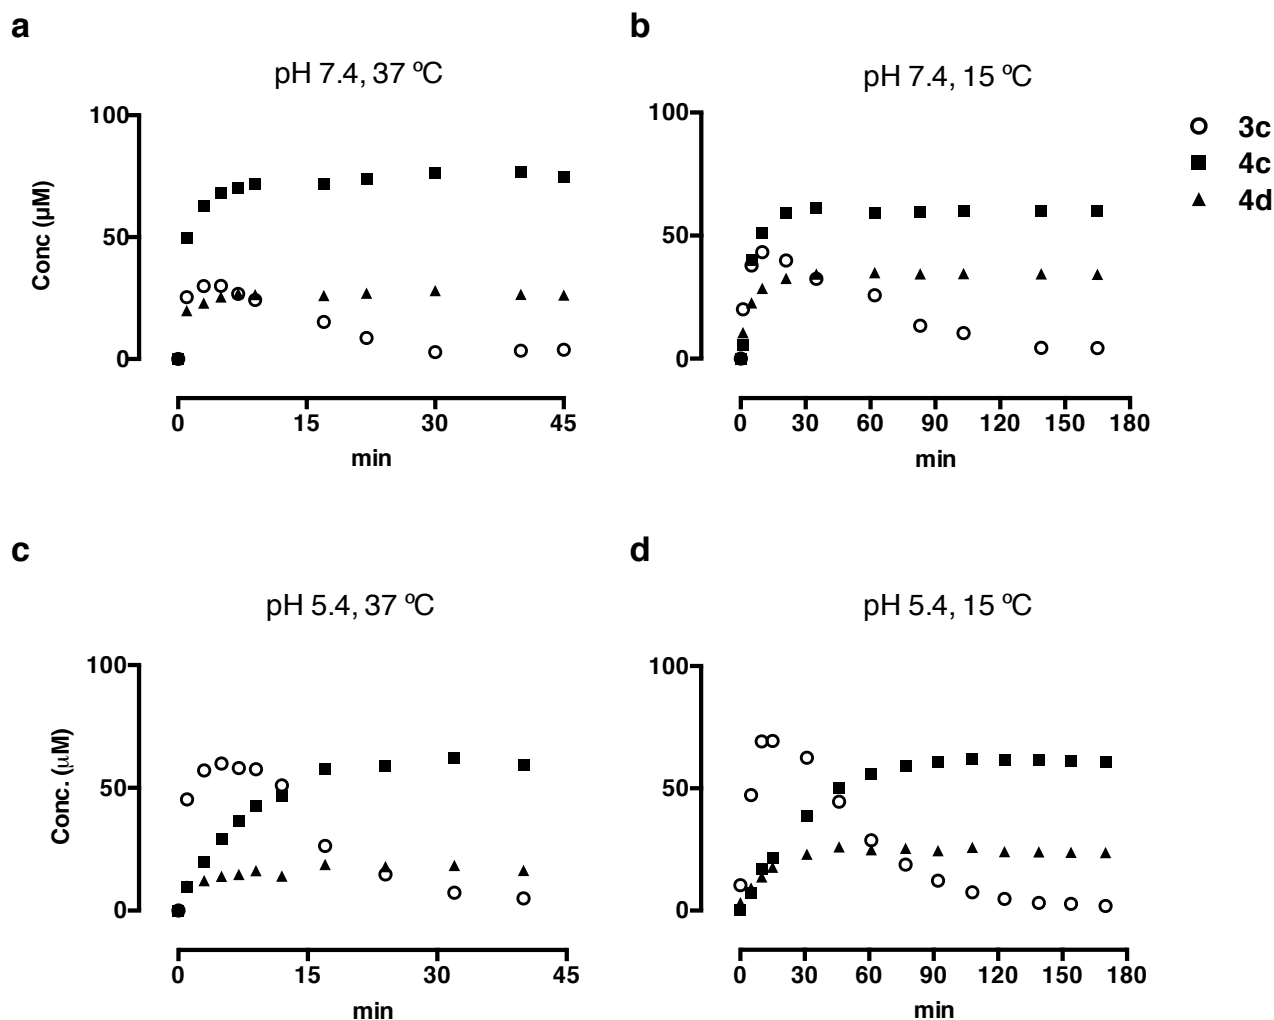 a
pH 7.4, 37 ºC
100
50
0
Conc (µM)
0 15 30 45
min
b
pH 7.4, 15 ºC
100
50
0
0 30 60 90 120 150 180
min
3c
4c
4d
c
pH 5.4, 37 ºC
100
50
0
Conc. (µM)
0 15 30 45
min
d
pH 5.4, 15 ºC
100
50
0
0 30 60 90 120 150 180
min